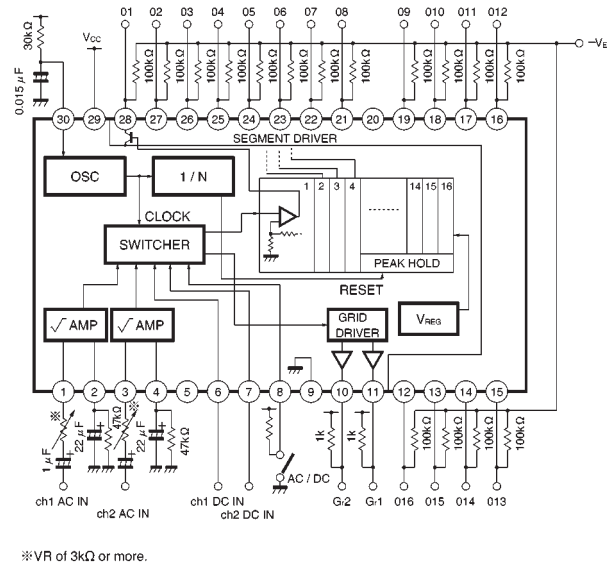 01 02 03 04 05 06 07 08 09 010 011 012
30kΩ
VCC
−VE
0.015 μF
100kΩ 100kΩ 100kΩ 100kΩ 100kΩ 100kΩ 100kΩ 100kΩ 100kΩ 100kΩ 100kΩ 100kΩ
30 29 28 27 26 25 24 23 22 21 20 19 18 17 16
SEGMENT DRIVER
OSC
1 / N
1 2 3 4 14 15 16
CLOCK
SWITCHER
PEAK HOLD
RESET
√ AMP
√ AMP
GRID
DRIVER
VREG
1 2 3 4 5 6 7 8 9 10 11 12 13 14 15
※
1 μF
22 μF
47kΩ
※
22 μF
47kΩ
1k
1k
100kΩ 100kΩ 100kΩ 100kΩ
AC / DC
ch1 AC IN
ch2 AC IN
ch1 DC IN
ch2 DC IN
Gr2 Gr1 016 015 014 013
※VR of 3kΩ or more.